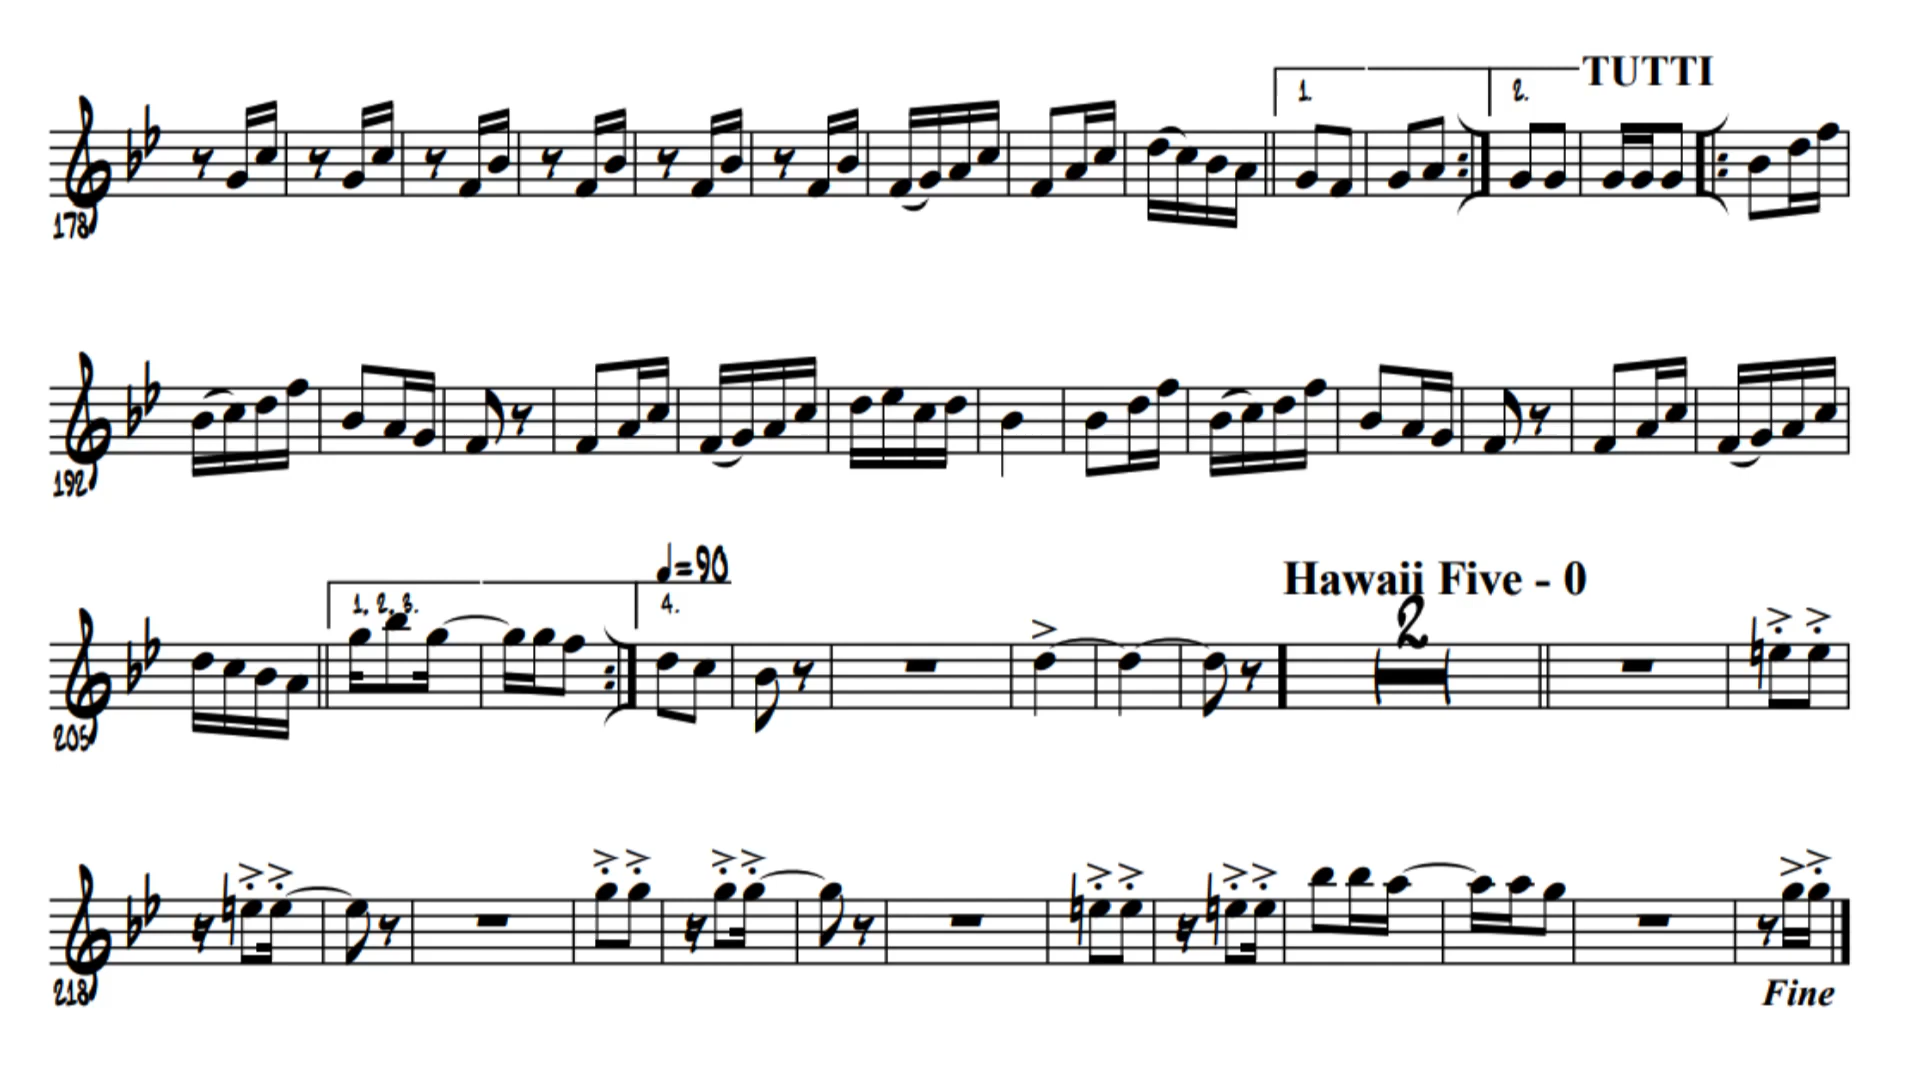 1. 2. TUTTI
178
192
♩=90
1. 2. 3. 4.
Hawaii Five - 0
2
205
218
Fine